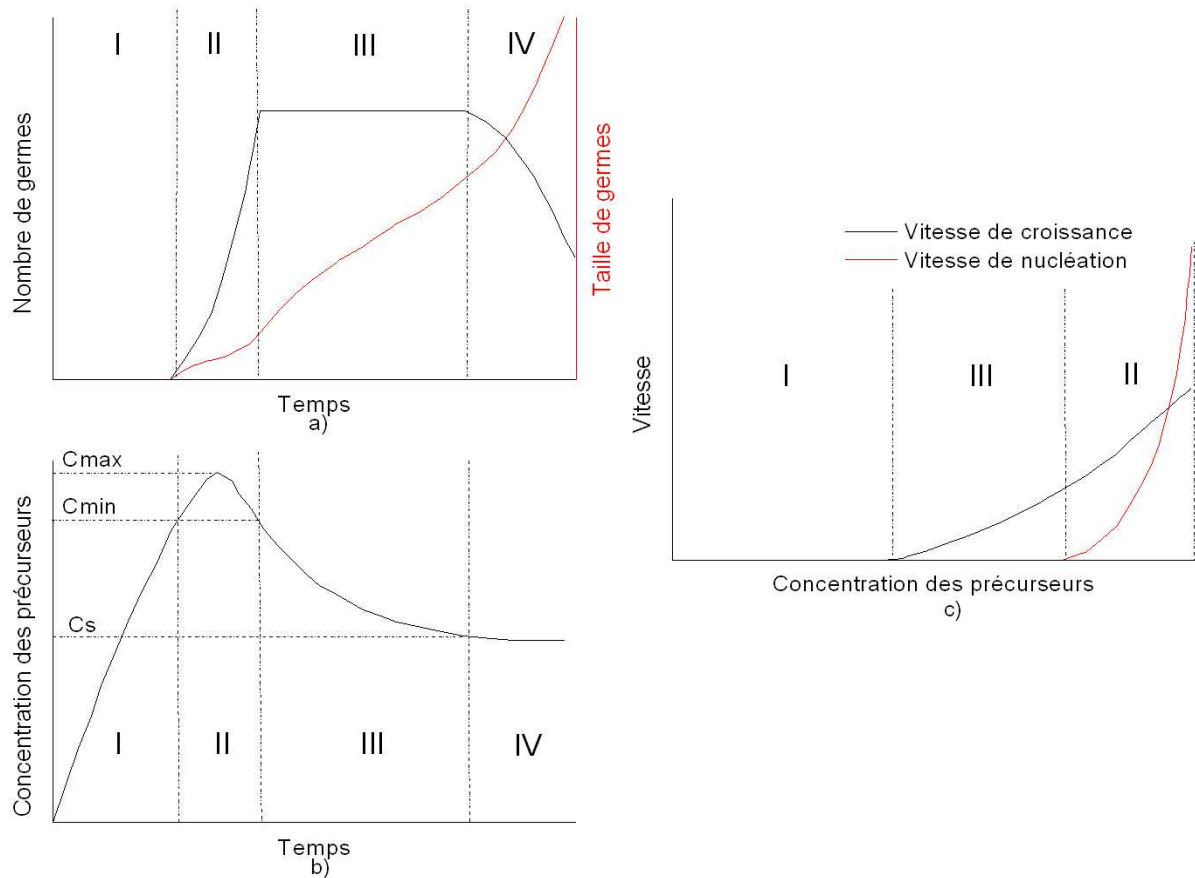 I II III IV
Nombre de germes
Taille de germes
Temps
a)
Cmax
Cmin
Cs
Concentration des précurseurs
I II III IV
Temps
b)
Vitesse de croissance
Vitesse de nucléation
I III II
Vitesse
Concentration des précurseurs
c)